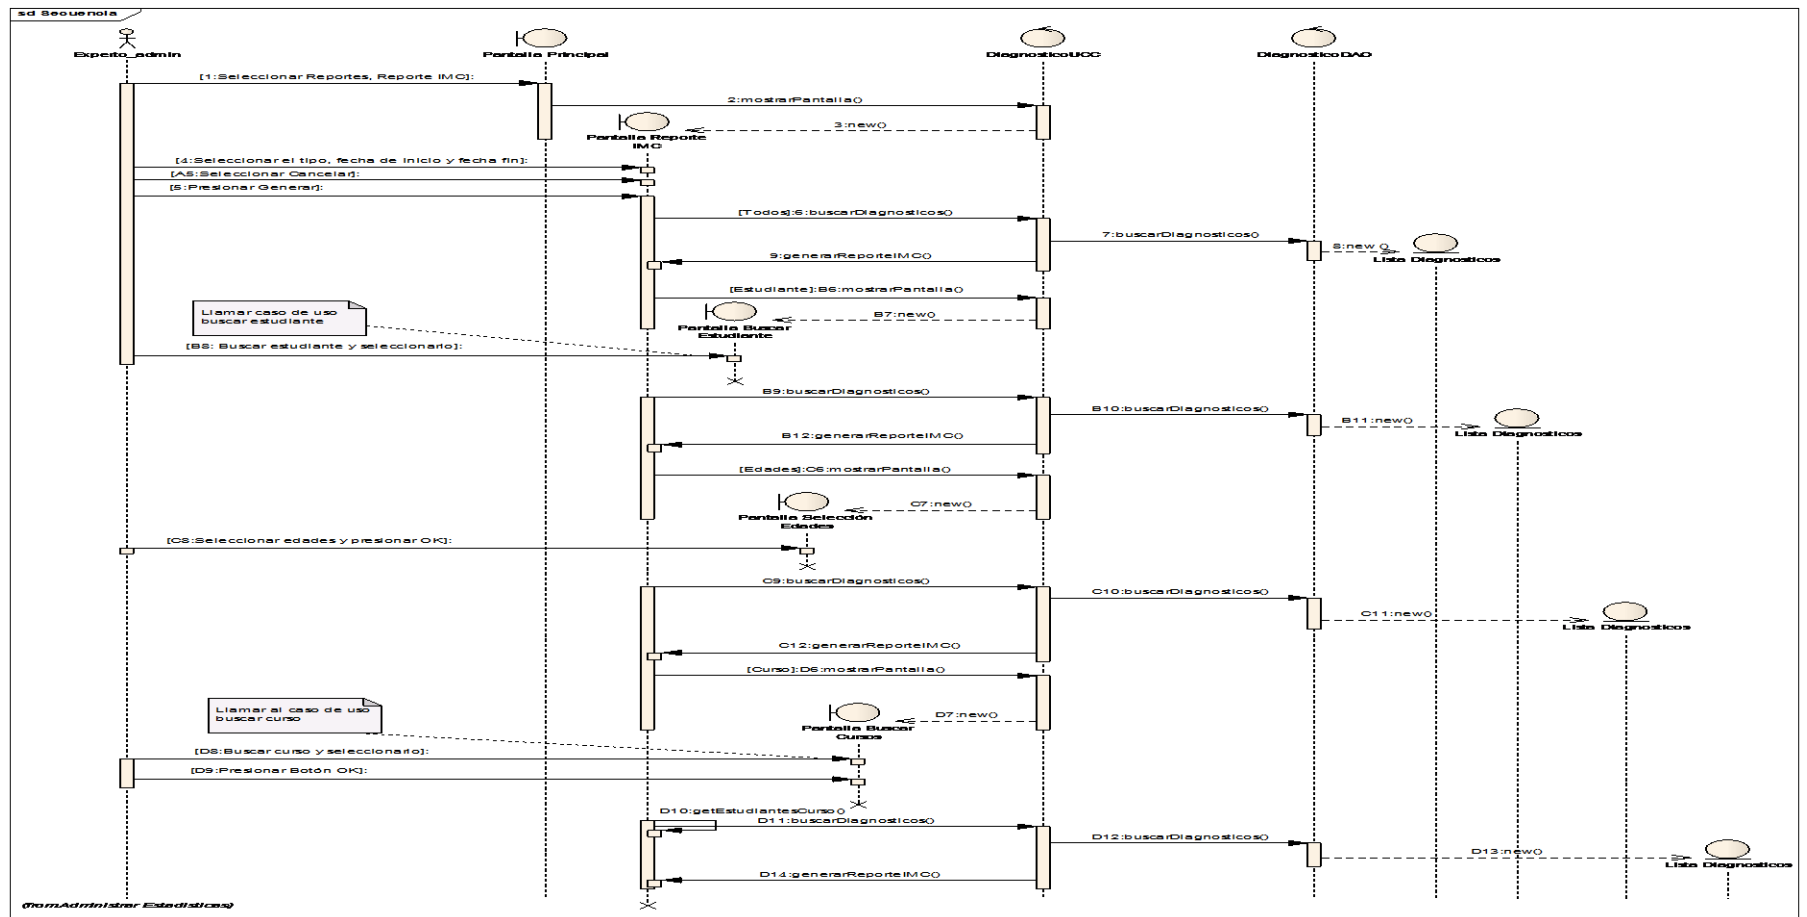 sd Secuencia
Experto_admin
Pantalla Principal
DiagnosticoUCC
DiagnosticoDAO
[1:Seleccionar Reportes, Reporte IMC]:
2:mostrarPantalla()
3:new()
Pantalla Reporte
IMC
[4:Seleccionar el tipo, fecha de inicio y fecha fin]:
[A5:Seleccionar Cancelar]:
[5:Presionar Generar]:
[Todos]:6:buscarDiagnosticos()
7:buscarDiagnosticos()
8:new ()
Lista Diagnosticos
9:generarReporteIMC()
[Estudiante]:B6:mostrarPantalla()
Llamar caso de uso
buscar estudiante
B7:new()
Pantalla Buscar
Estudiante
[B8: Buscar estudiante y seleccionarlo]:
B9:buscarDiagnosticos()
B10:buscarDiagnosticos()
B11:new()
Lista Diagnosticos
B12:generarReporteIMC()
[Edades]:C6:mostrarPantalla()
C7:new()
Pantalla Selección
Edades
[C8:Seleccionar edades y presionar OK]:
C9:buscarDiagnosticos()
C10:buscarDiagnosticos()
C11:new()
Lista Diagnosticos
C12:generarReporteIMC()
[Curso]:D6:mostrarPantalla()
Llamar al caso de uso
buscar curso
D7:new()
Pantalla Buscar
Cursos
[D8:Buscar curso y seleccionarlo]:
[D9:Presionar Botón OK]:
D10:getEstudiantesCurso()
D11:buscarDiagnosticos()
D12:buscarDiagnosticos()
D13:new()
Lista Diagnosticos
D14:generarReporteIMC()
(from Administrar Estadisticas)